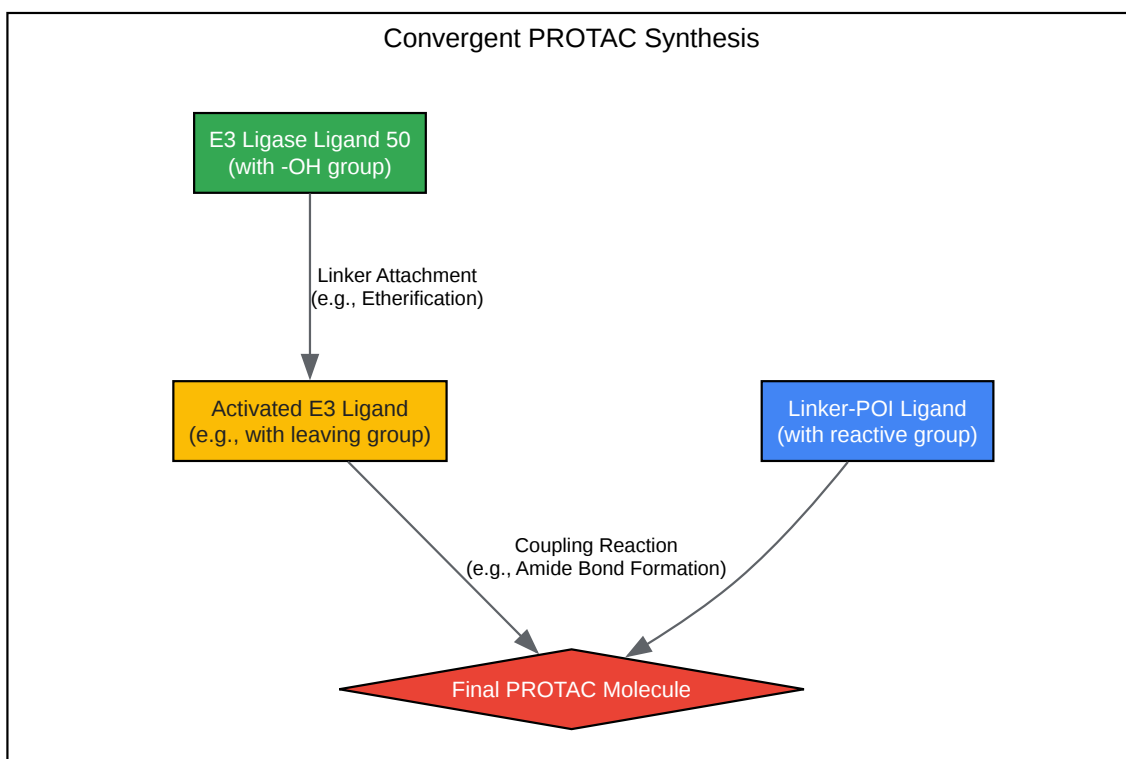 Convergent PROTAC Synthesis
E3 Ligase Ligand 50
(with -OH group)
Linker Attachment
(e.g., Etherification)
Activated E3 Ligand
(e.g., with leaving group)
Linker-POI Ligand
(with reactive group)
Coupling Reaction
(e.g., Amide Bond Formation)
Final PROTAC Molecule